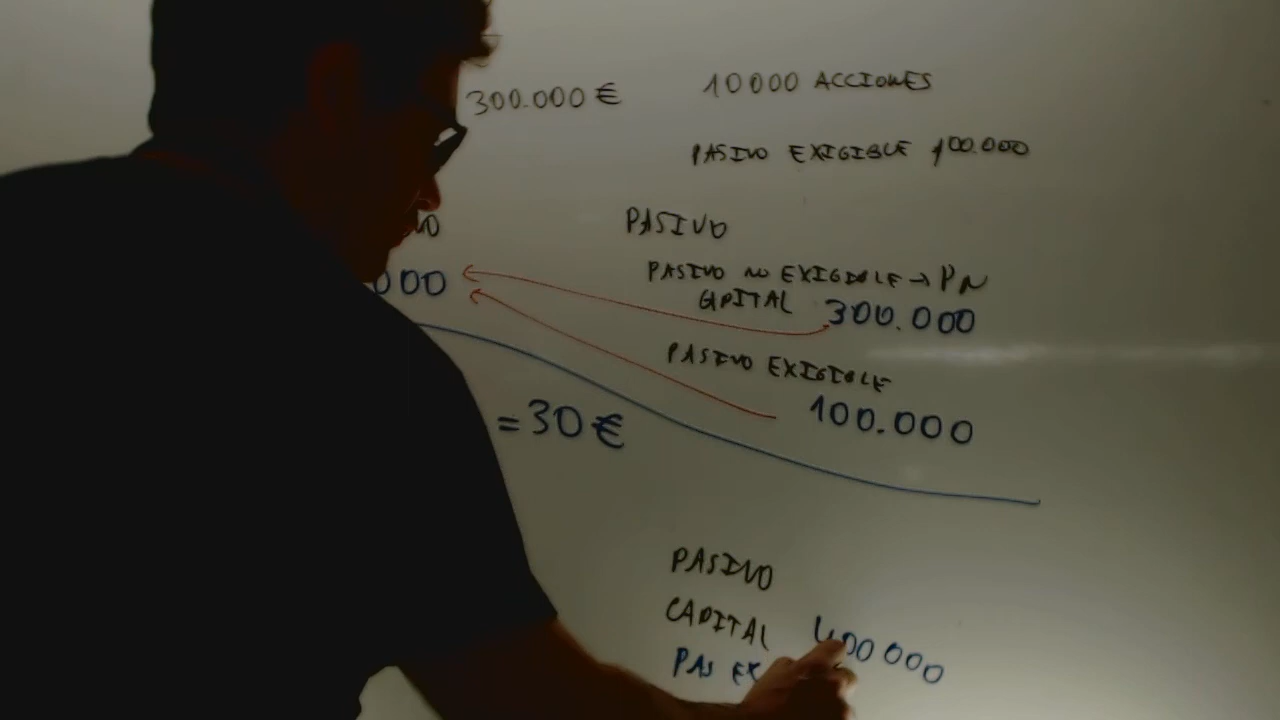 300.000 €
10000 ACCIONES
PASIVO EXIGIBLE 100.000
PASIVO
000
PASIVO NO EXIGIBLE → PN
CAPITAL 300.000
PASIVO EXIGIBLE
100.000
= 30 €
PASIVO
CAPITAL 400000
PAS EX